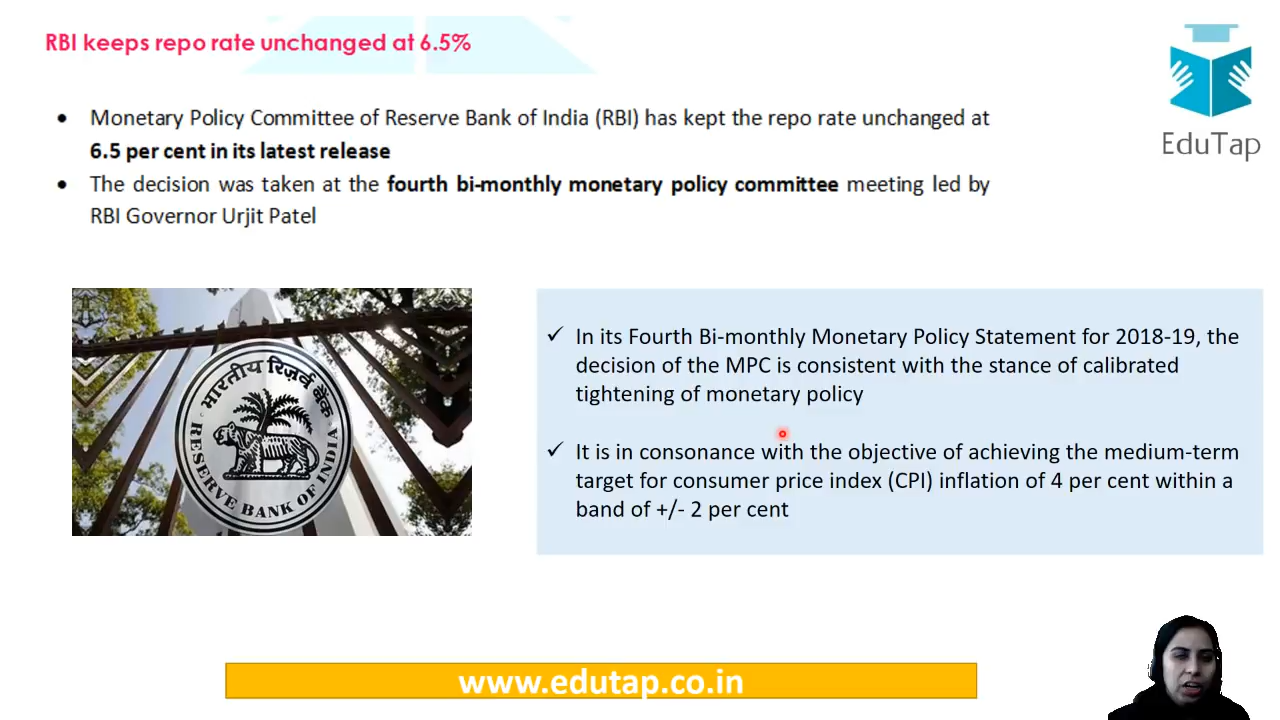 RBI keeps repo rate unchanged at 6.5%
EduTap
• Monetary Policy Committee of Reserve Bank of India (RBI) has kept the repo rate unchanged at
6.5 per cent in its latest release
• The decision was taken at the fourth bi-monthly monetary policy committee meeting led by
RBI Governor Urjit Patel
भारतीय रिज़र्व बैंक
RESERVE BANK OF INDIA
✓ In its Fourth Bi-monthly Monetary Policy Statement for 2018-19, the
decision of the MPC is consistent with the stance of calibrated
tightening of monetary policy
✓ It is in consonance with the objective of achieving the medium-term
target for consumer price index (CPI) inflation of 4 per cent within a
band of +/- 2 per cent
www.edutap.co.in